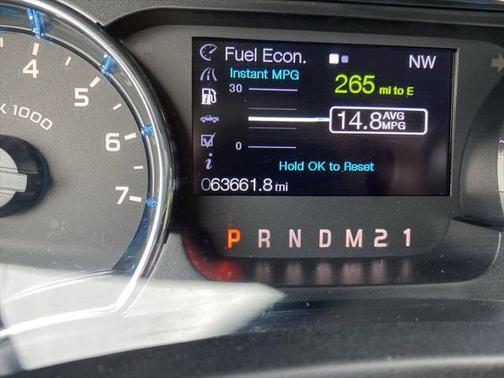 Fuel Econ.
NW
Instant MPG
265 mi to E
30
14.8 AVG MPG
0
Hold OK to Reset
063661.8 mi
4
5
6
7
X 1000
P R N D M 2 1